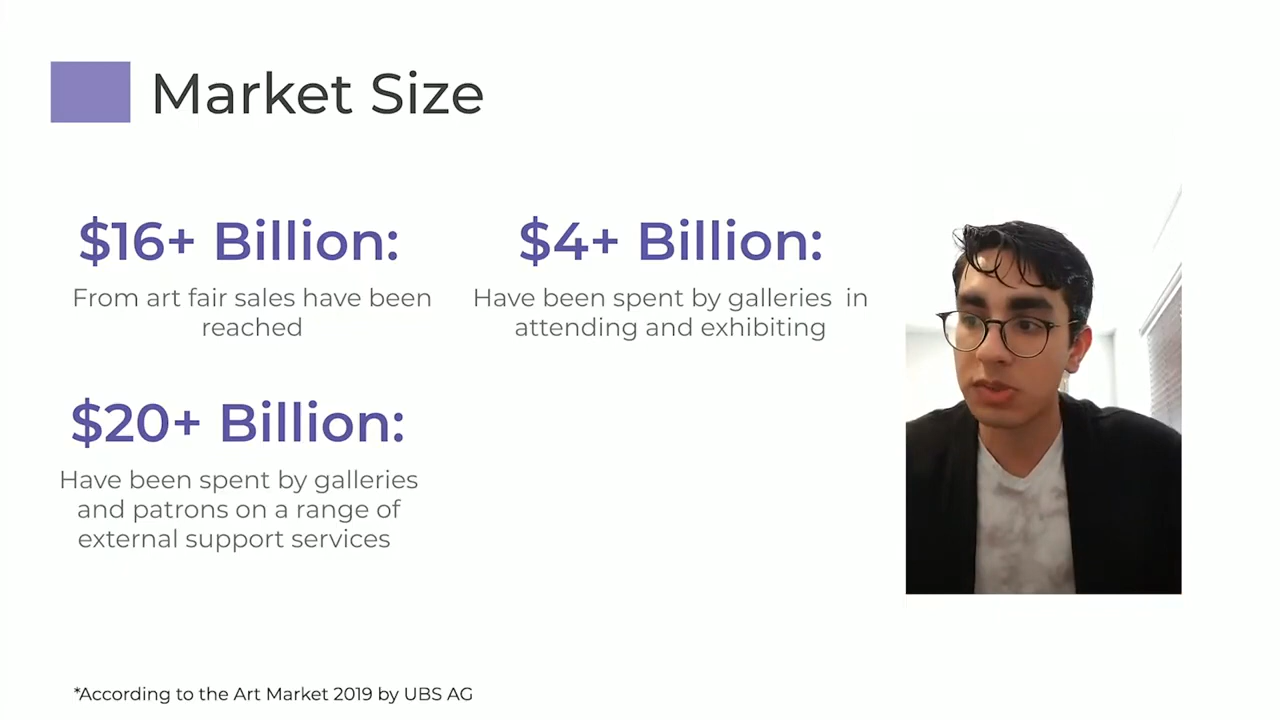 Market Size
$16+ Billion:
From art fair sales have been
reached
$4+ Billion:
Have been spent by galleries  in
attending and exhibiting
$20+ Billion:
Have been spent by galleries
and patrons on a range of
external support services
*According to the Art Market 2019 by UBS AG